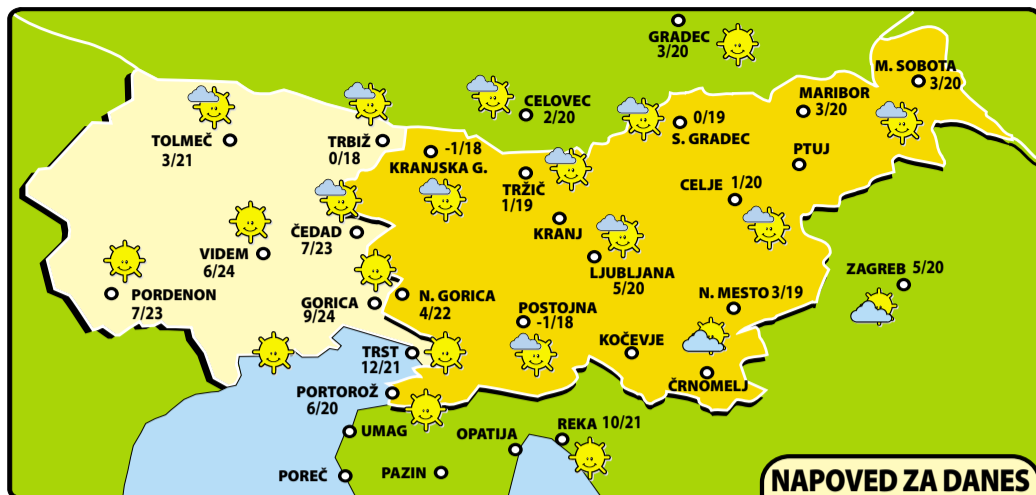 GRADEC
3/20
M. SOBOTA
3/20
MARIBOR
3/20
CELOVEC
2/20
0/19
S. GRADEC
TOLMEČ
3/21
TRBIŽ
0/18
-1/18
KRANJSKA G.
PTUJ
TRŽIČ
1/19
CELJE 1/20
KRANJ
ČEDAD
7/23
VIDEM
6/24
LJUBLJANA
5/20
ZAGREB 5/20
PORDENON
7/23
GORICA
9/24
N. GORICA
4/22
POSTOJNA
-1/18
N. MESTO 3/19
KOČEVJE
TRST
12/21
ČRNOMELJ
PORTOROŽ
6/20
UMAG
OPATIJA
REKA 10/21
POREČ
PAZIN
NAPOVED ZA DANES